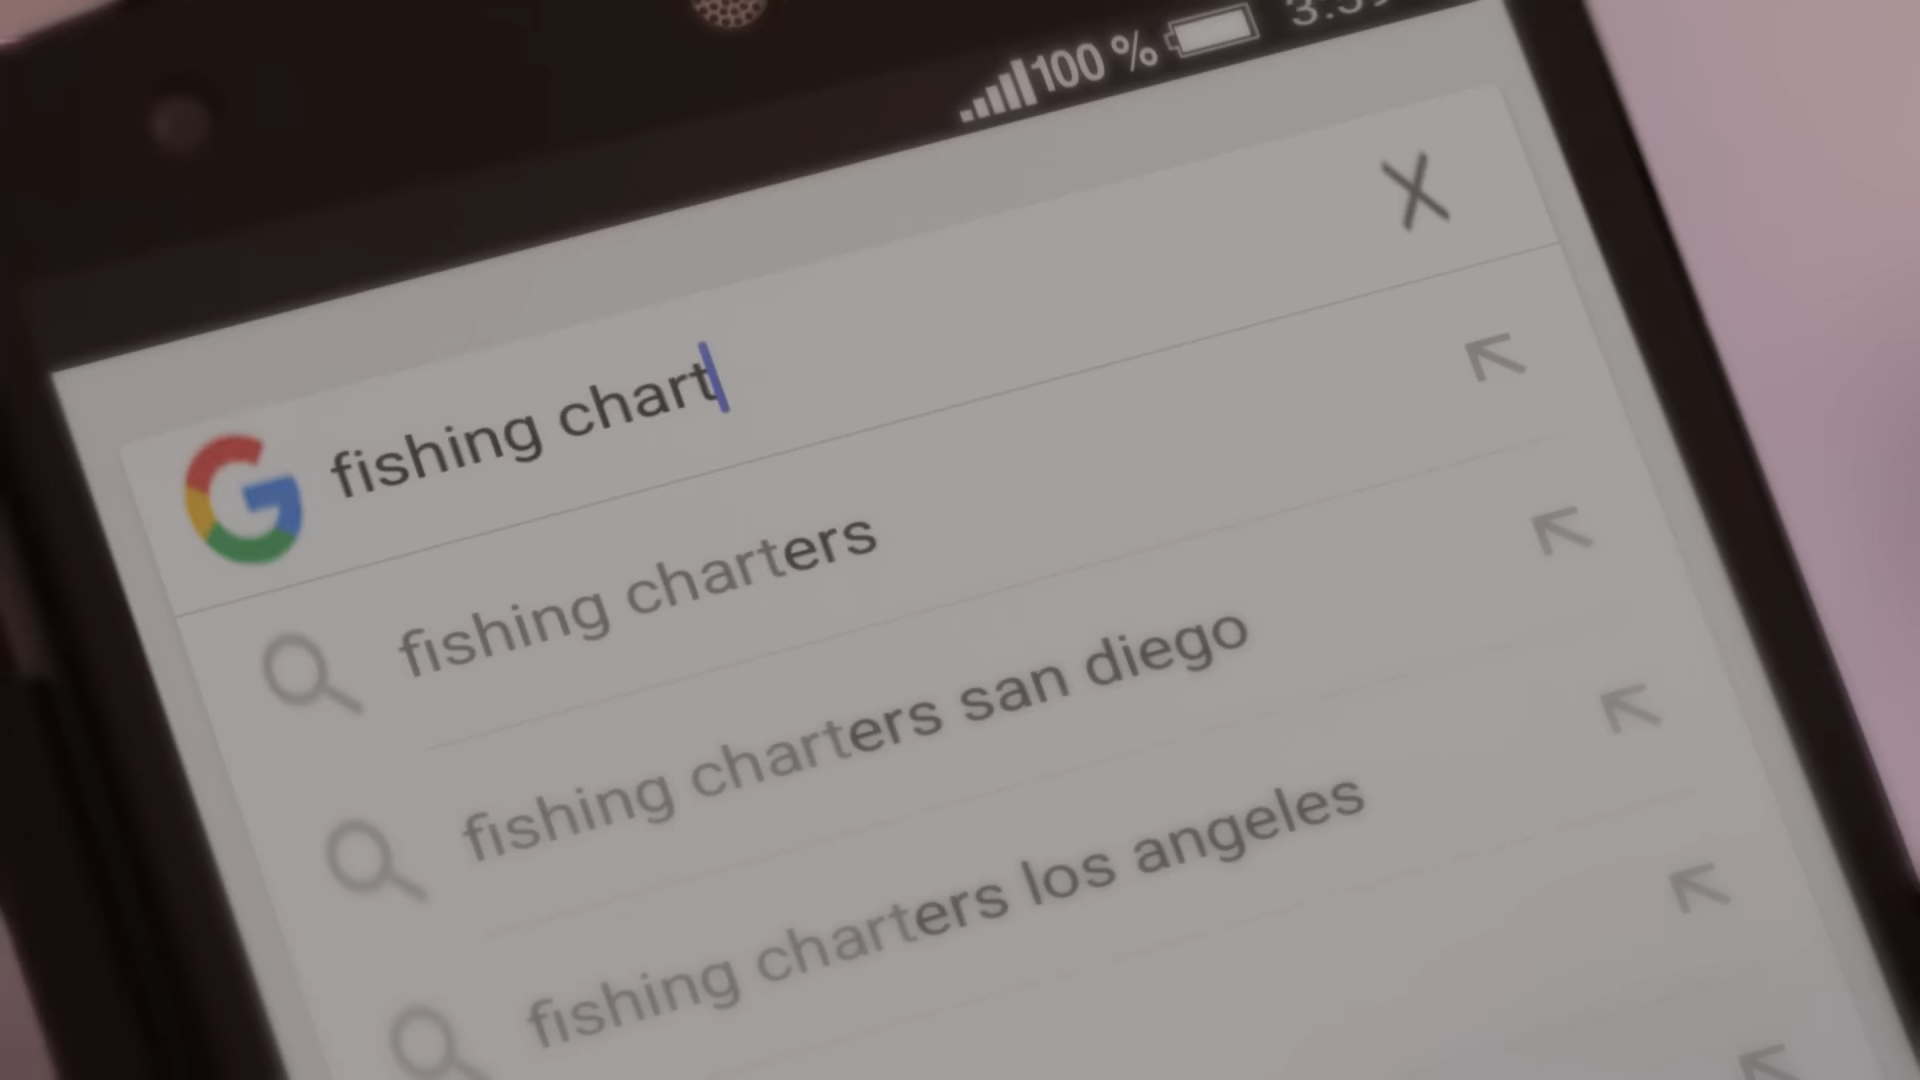 100 %
fishing chart
fishing charters
fishing charters san diego
fishing charters los angeles